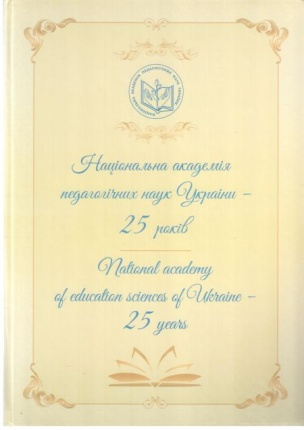 Національна академія
педагогічних наук України –
25 років
National academy
of education sciences of Ukraine –
25 years